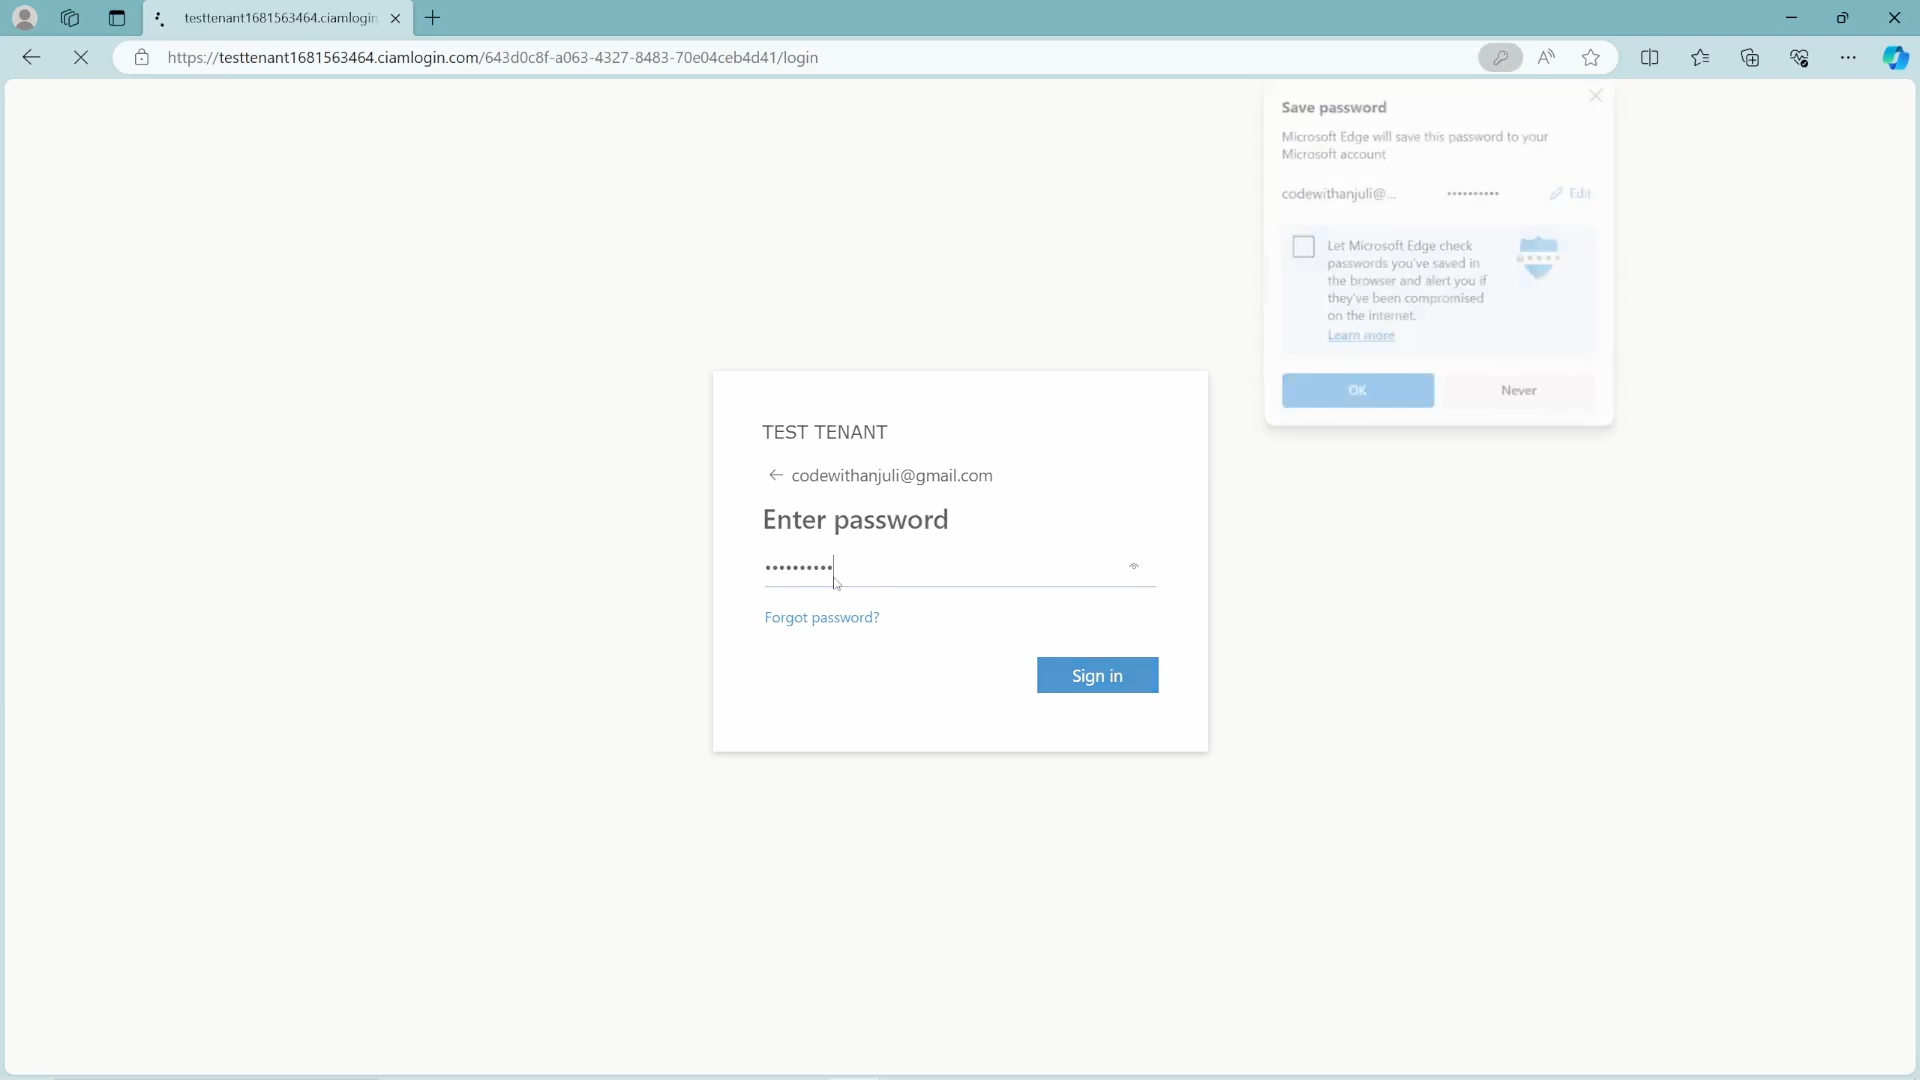 testtenant1681563464.ciamlogin
https://testtenant1681563464.ciamlogin.com/643d0c8f-a063-4327-8483-70e04ceb4d41/login
Save password
Microsoft Edge will save this password to your
Microsoft account
codewithanjuli@...
••••••••••
Edit
Let Microsoft Edge check
passwords you've saved in
the browser and alert you if
they've been compromised
on the internet.
Learn more
OK
Never
TEST TENANT
codewithanjuli@gmail.com
Enter password
••••••••••
Forgot password?
Sign in